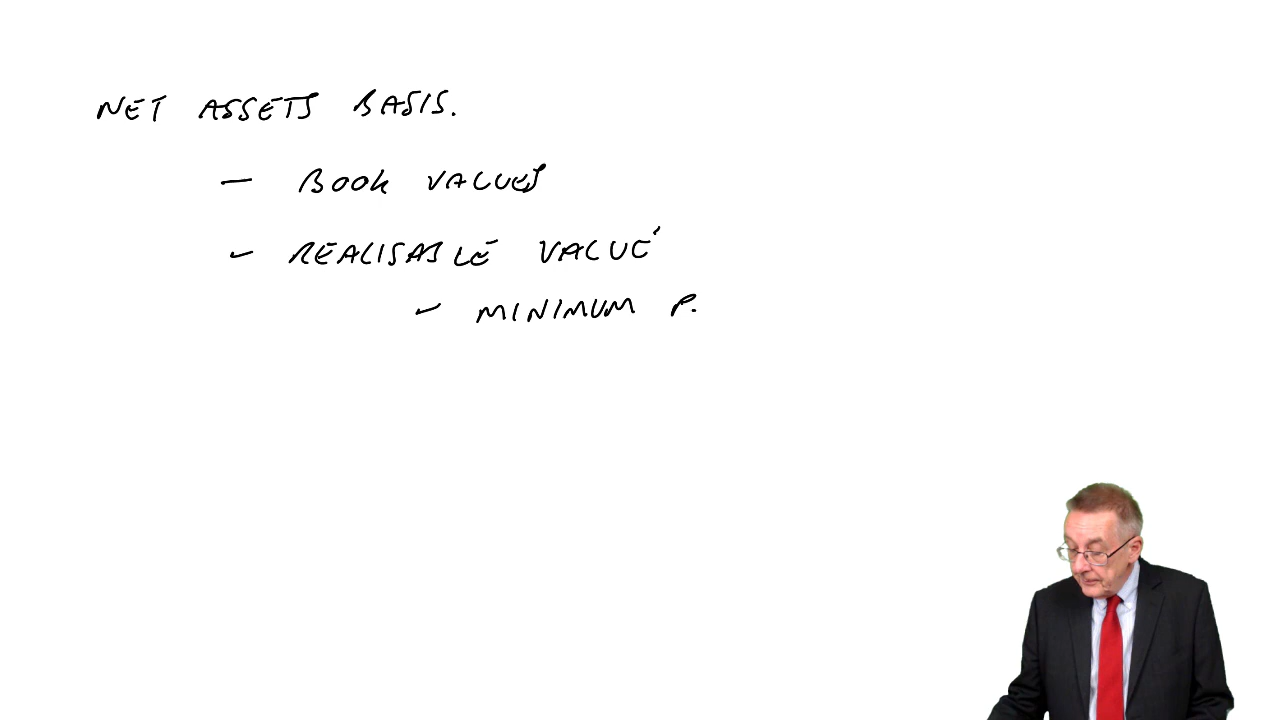 NET ASSETS BASIS.
— BOOK VALUES
- REALISABLE VALUE
- MINIMUM P.